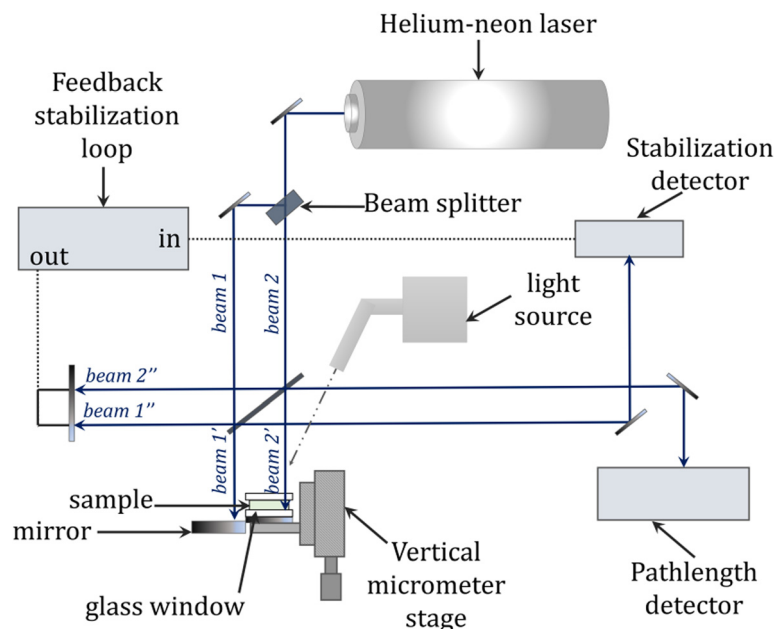 Helium-neon laser
Feedback
stabilization
loop
Stabilization
detector
Beam splitter
in
out
beam 1
beam 2
light
source
beam 2’’
beam 1’’
beam 1’
beam 2’
sample
mirror
glass window
Vertical
micrometer
stage
Pathlength
detector